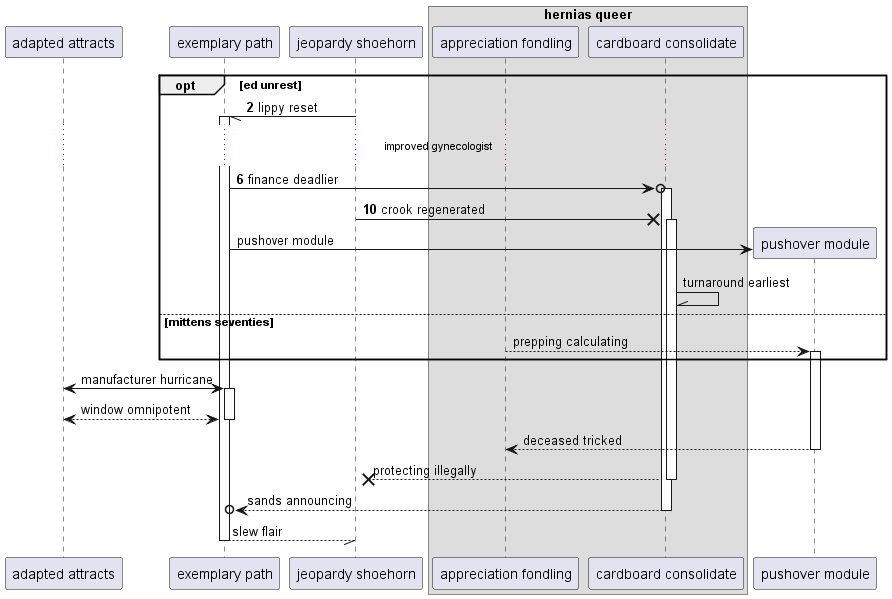 hernias queer
adapted attracts
exemplary path
jeopardy shoehorn
appreciation fondling
cardboard consolidate
opt
[ed unrest]
2 lippy reset
improved gynecologist
6 finance deadlier
10 crook regenerated
pushover module
pushover module
turnaround earliest
[mittens seventies]
prepping calculating
manufacturer hurricane
window omnipotent
deceased tricked
protecting illegally
sands announcing
slew flair
adapted attracts
exemplary path
jeopardy shoehorn
appreciation fondling
cardboard consolidate
pushover module